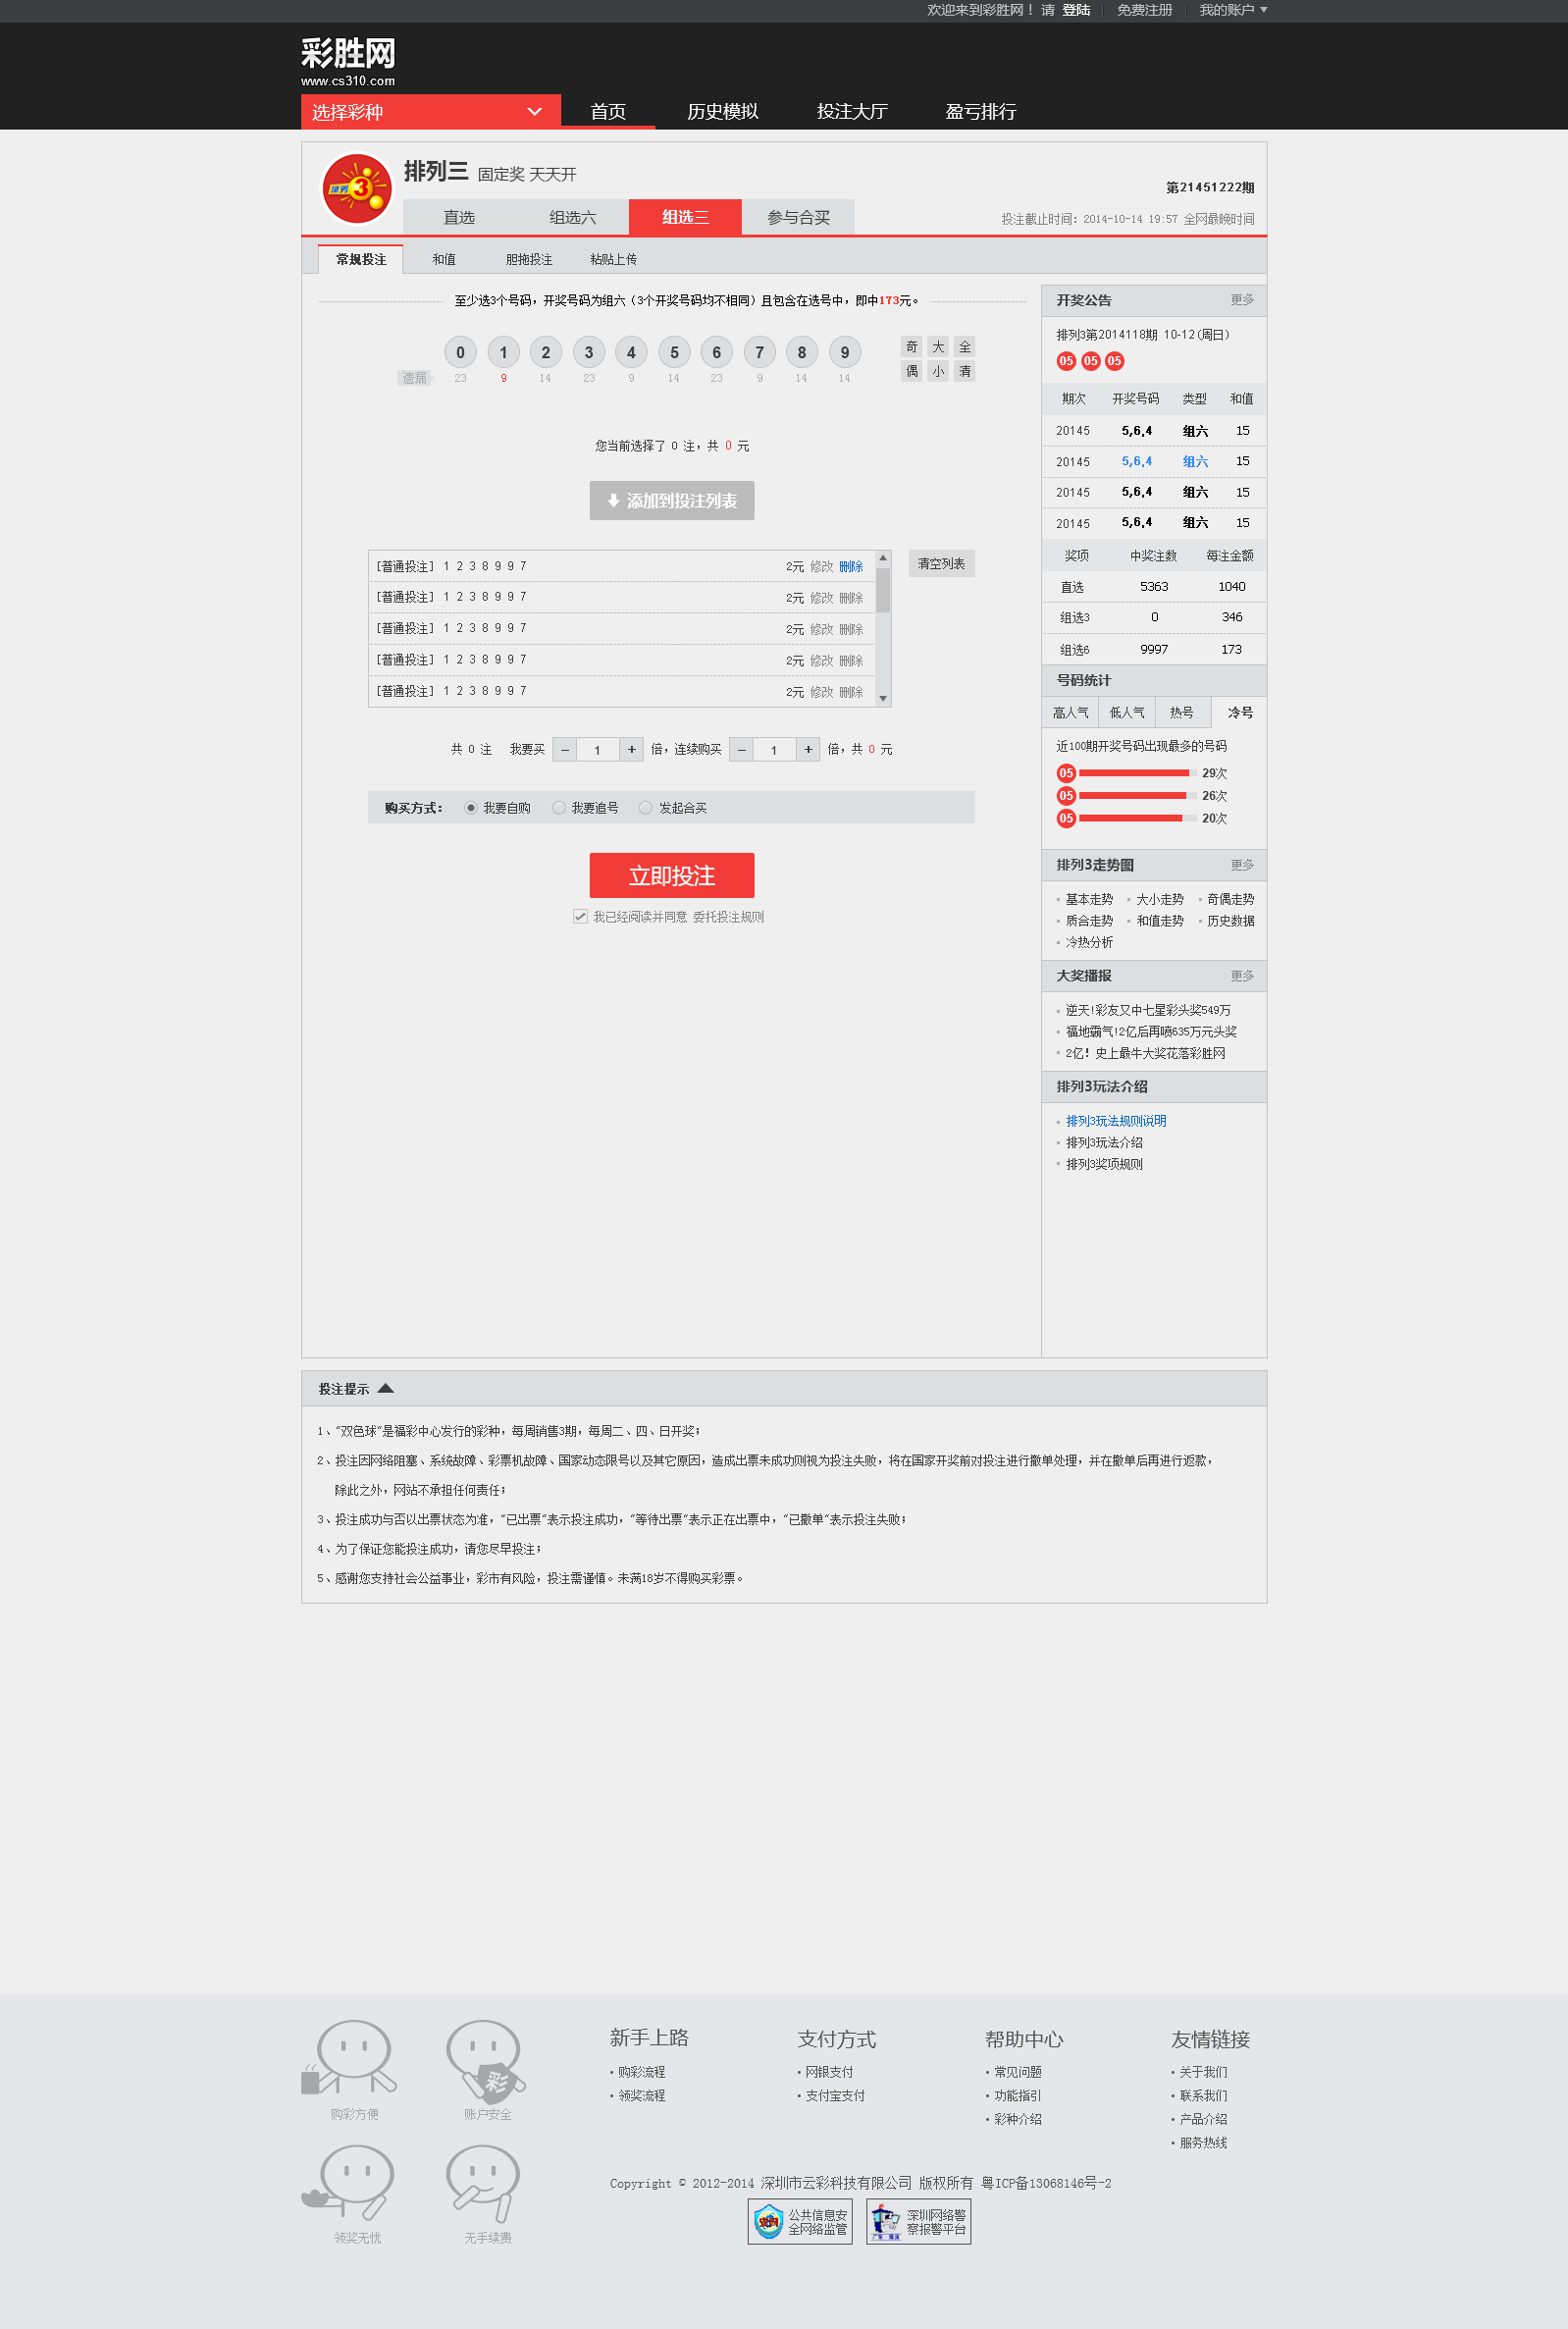 欢迎来到彩胜网！请 登陆 免费注册 我的账户
彩胜网
www.cs310.com
选择彩种 首页 历史模拟 投注大厅 盈亏排行
排列三 固定奖 天天开
第21451222期
直选 组选六 组选三 参与合买
投注截止时间：2014-10-14 19:57 全网最晚时间
常规投注 和值 胆拖投注 粘贴上传
至少选3个号码，开奖号码为组六（3个开奖号码均不相同）且包含在选号中，即中173元。
0 1 2 3 4 5 6 7 8 9
奇 大 全
偶 小 清
遗漏 23 9 14 23 9 14 23 9 14 14
您当前选择了 0 注，共 0 元
添加到投注列表
[普通投注] 1 2 3 8 9 9 7 2元 修改 删除
[普通投注] 1 2 3 8 9 9 7 2元 修改 删除
[普通投注] 1 2 3 8 9 9 7 2元 修改 删除
[普通投注] 1 2 3 8 9 9 7 2元 修改 删除
[普通投注] 1 2 3 8 9 9 7 2元 修改 删除
清空列表
共 0 注 我要买 − 1 + 倍，连续购买 − 1 + 倍，共 0 元
购买方式： 我要自购 我要追号 发起合买
立即投注
我已经阅读并同意 委托投注规则
开奖公告 更多
排列3第2014118期 10-12(周日)
05 05 05
期次 开奖号码 类型 和值
20145 5,6,4 组六 15
20145 5,6,4 组六 15
20145 5,6,4 组六 15
20145 5,6,4 组六 15
奖项 中奖注数 每注金额
直选 5363 1040
组选3 0 346
组选6 9997 173
号码统计
高人气 低人气 热号 冷号
近100期开奖号码出现最多的号码
05 29次
05 26次
05 20次
排列3走势图 更多
基本走势 大小走势 奇偶走势
质合走势 和值走势 历史数据
冷热分析
大奖播报 更多
逆天!彩友又中七星彩头奖549万
福地霸气!2亿后再喷635万元头奖
2亿！史上最牛大奖花落彩胜网
排列3玩法介绍
排列3玩法规则说明
排列3玩法介绍
排列3奖项规则
投注提示
1、“双色球”是福彩中心发行的彩种，每周销售3期，每周二、四、日开奖；
2、投注因网络阻塞、系统故障、彩票机故障、国家动态限号以及其它原因，造成出票未成功则视为投注失败，将在国家开奖前对投注进行撤单处理，并在撤单后再进行返款，
除此之外，网站不承担任何责任；
3、投注成功与否以出票状态为准，“已出票”表示投注成功，“等待出票”表示正在出票中，“已撤单”表示投注失败；
4、为了保证您能投注成功，请您尽早投注；
5、感谢您支持社会公益事业，彩市有风险，投注需谨慎。未满18岁不得购买彩票。
彩
购彩方便 账户安全
领奖无忧 无手续费
新手上路 支付方式 帮助中心 友情链接
购彩流程 网银支付 常见问题 关于我们
领奖流程 支付宝支付 功能指引 联系我们
彩种介绍 产品介绍
服务热线
Copyright © 2012-2014 深圳市云彩科技有限公司 版权所有 粤ICP备13068146号-2
公共信息安 深圳网络警
全网络监管 察报警平台